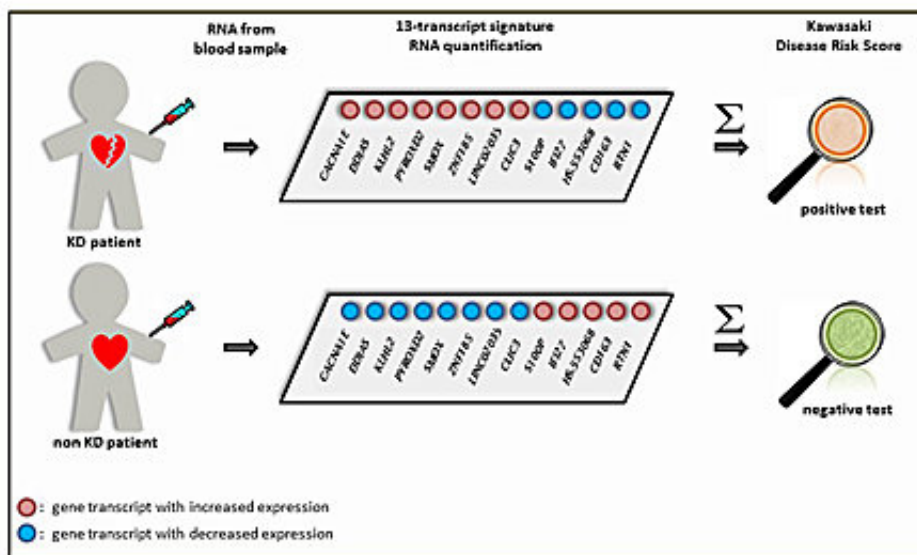 RNA from
blood sample
13-transcript signature
RNA quantification
Kawasaki
Disease Risk Score
CACNA1E
DDIAS
KLHL2
PYROXD2
SMOX
ZNF185
LINC02035
CLIC3
S100P
IFI27
HS.553068
CD163
RTN1
Σ
KD patient
positive test
CACNA1E
DDIAS
KLHL2
PYROXD2
SMOX
ZNF185
LINC02035
CLIC3
S100P
IFI27
HS.553068
CD163
RTN1
Σ
non KD patient
negative test
: gene transcript with increased expression
: gene transcript with decreased expression